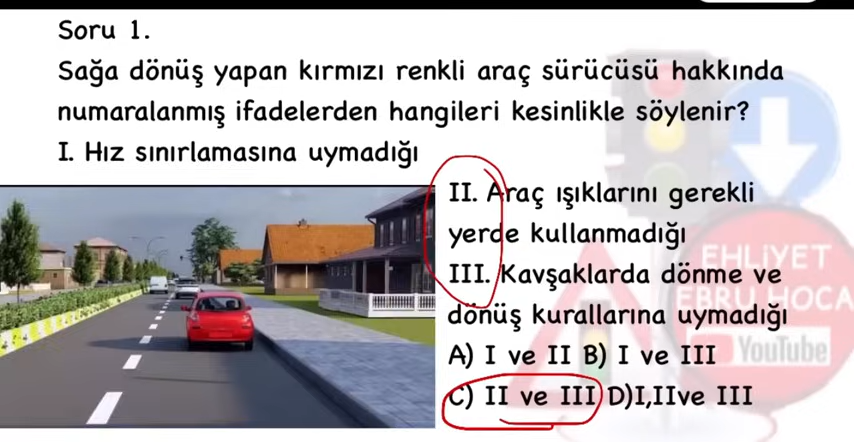 Soru 1.
Sağa dönüş yapan kırmızı renkli araç sürücüsü hakkında
numaralanmış ifadelerden hangileri kesinlikle söylenir?
I. Hız sınırlamasına uymadığı
II. Araç ışıklarını gerekli
yerde kullanmadığı
III. Kavşaklarda dönme ve
dönüş kurallarına uymadığı
A) I ve II B) I ve III
C) II ve III D)I,IIve III
EHLİYET
EBRU HOCA
YouTube